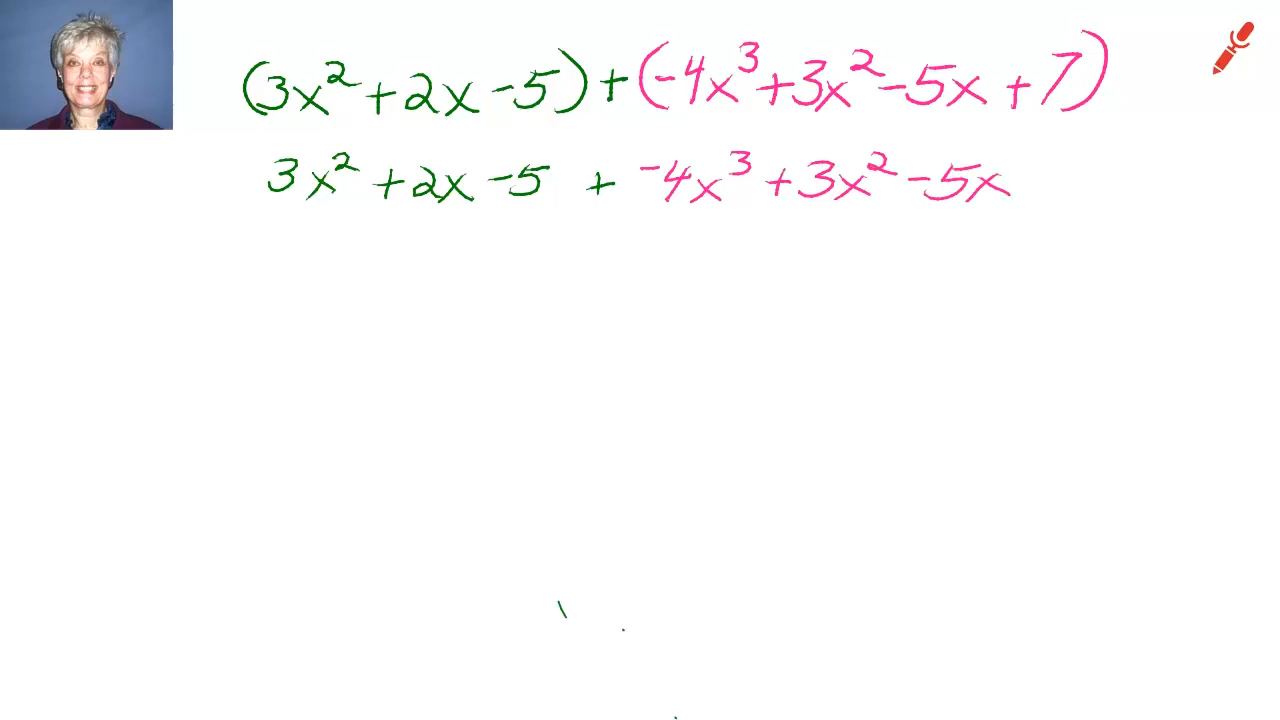 (3x² + 2x - 5) + (-4x³ + 3x² - 5x + 7)
3x² + 2x - 5 + -4x³ + 3x² - 5x